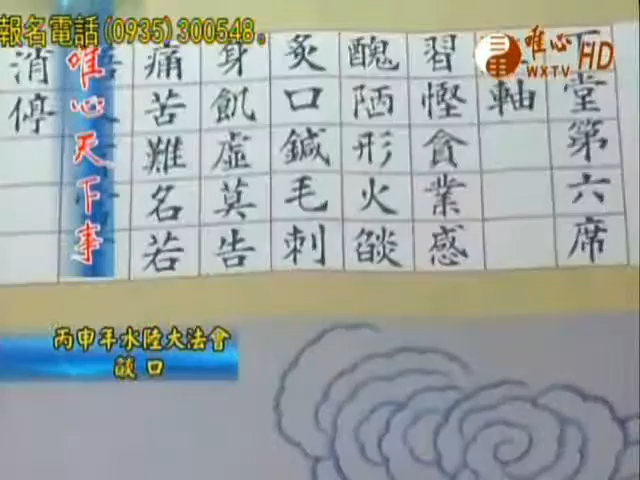 報名電話(0935)300548.
唯心
WXTV
HD
堂第六席
軸
習慳貪業感
醜陋形火燄
炙口鍼毛刺
身飢虛莫告
痛苦難名若
消停
唯心天下事
丙申年水陸大法會
燄口